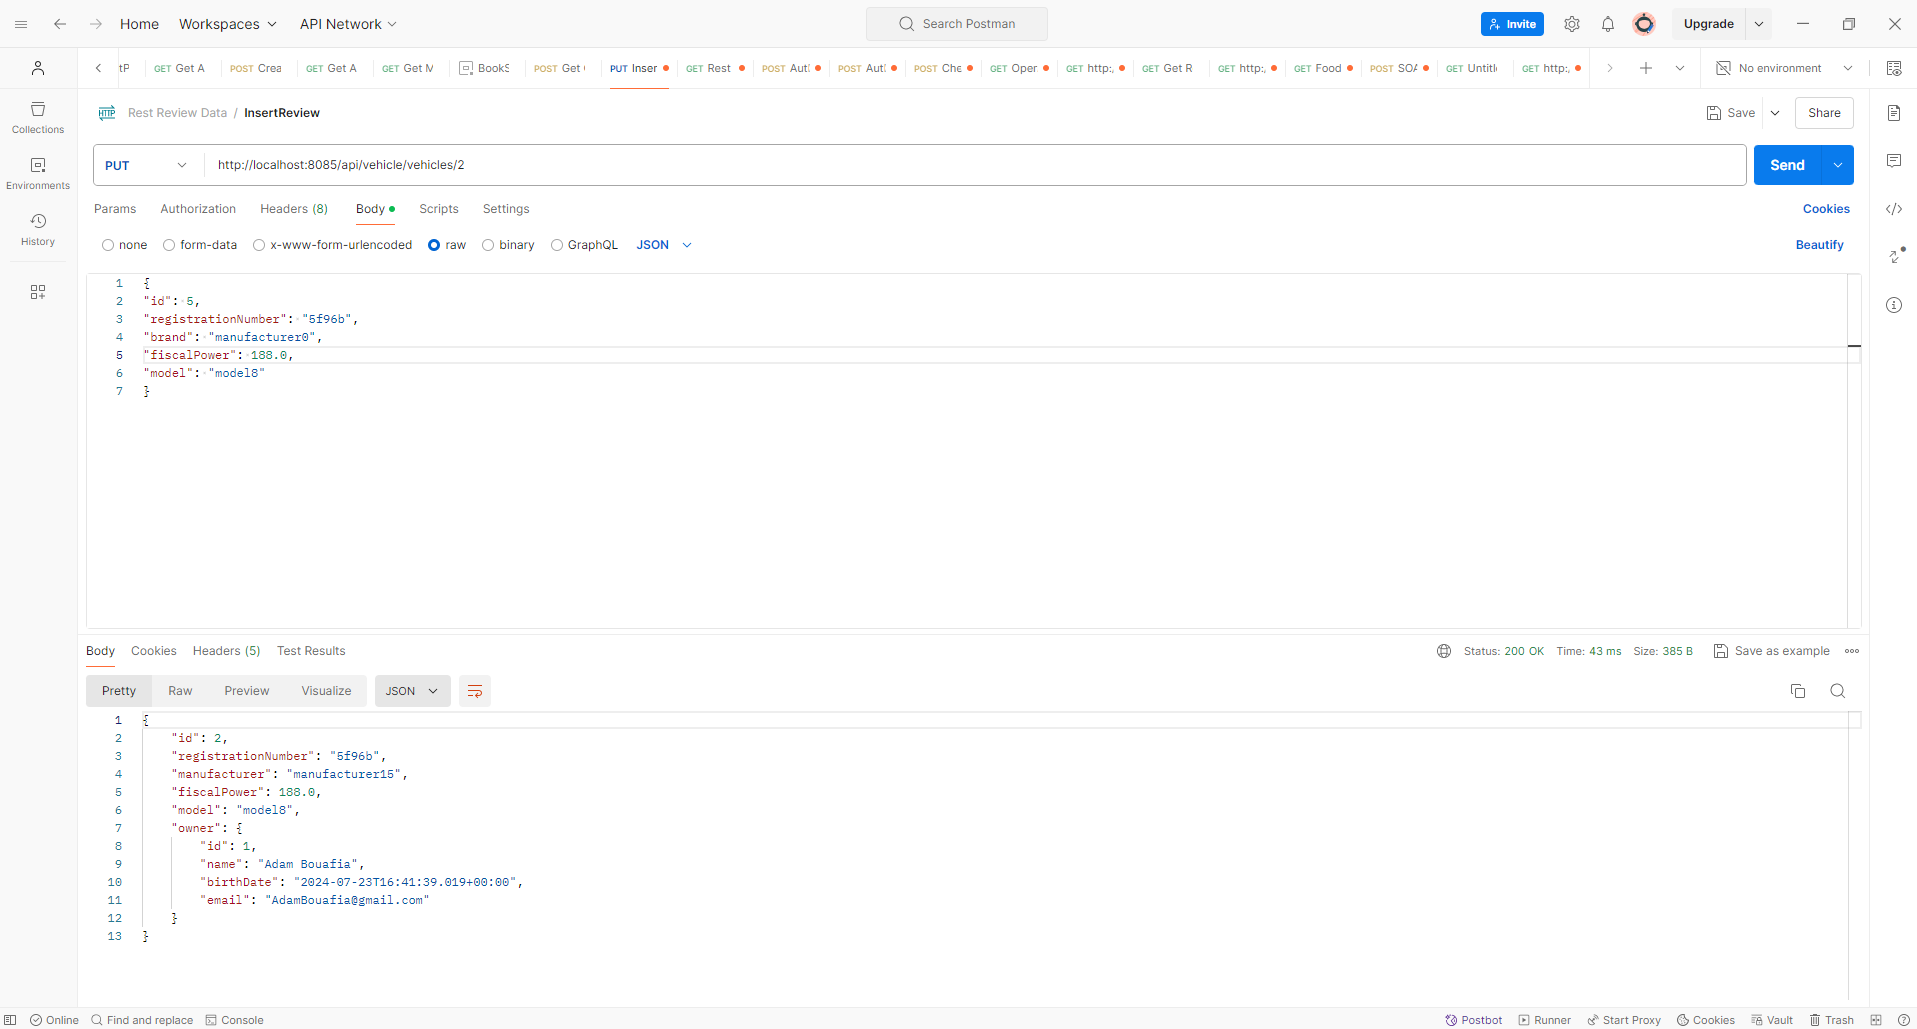 Home Workspaces API Network Search Postman Invite Upgrade
tP GET Get A POST Crea GET Get A GET Get M BookS POST Get PUT Inser GET Rest POST Aut POST Aut POST Che GET Oper GET http:, GET Get R GET http:, GET Food POST SOA GET Untitl GET http:, No environment
Rest Review Data / InsertReview Save Share
PUT http://localhost:8085/api/vehicle/vehicles/2 Send
Params Authorization Headers (8) Body Scripts Settings Cookies
none form-data x-www-form-urlencoded raw binary GraphQL JSON Beautify
Collections
Environments
History
1 {
2 "id": 5,
3 "registrationNumber": "5f96b",
4 "brand": "manufacturer0",
5 "fiscalPower": 188.0,
6 "model": "model8"
7 }
Body Cookies Headers (5) Test Results Status: 200 OK Time: 43 ms Size: 385 B Save as example
Pretty Raw Preview Visualize JSON
1 {
2 "id": 2,
3 "registrationNumber": "5f96b",
4 "manufacturer": "manufacturer15",
5 "fiscalPower": 188.0,
6 "model": "model8",
7 "owner": {
8 "id": 1,
9 "name": "Adam Bouafia",
10 "birthDate": "2024-07-23T16:41:39.019+00:00",
11 "email": "AdamBouafia@gmail.com"
12 }
13 }
Online Find and replace Console Postbot Runner Start Proxy Cookies Vault Trash